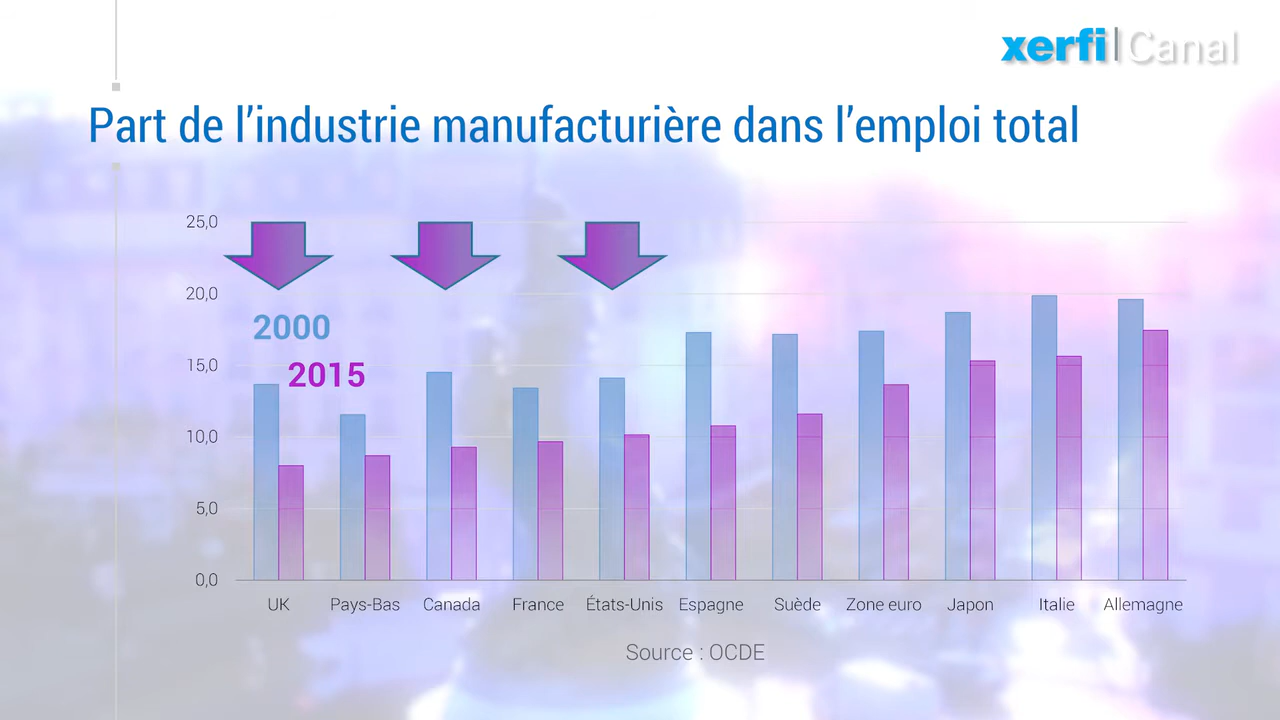 xerfi Canal
Part de l’industrie manufacturière dans l’emploi total
25,0
20,0
2000
15,0
2015
10,0
5,0
0,0
UK Pays-Bas Canada France États-Unis Espagne Suède Zone euro Japon Italie Allemagne
Source : OCDE